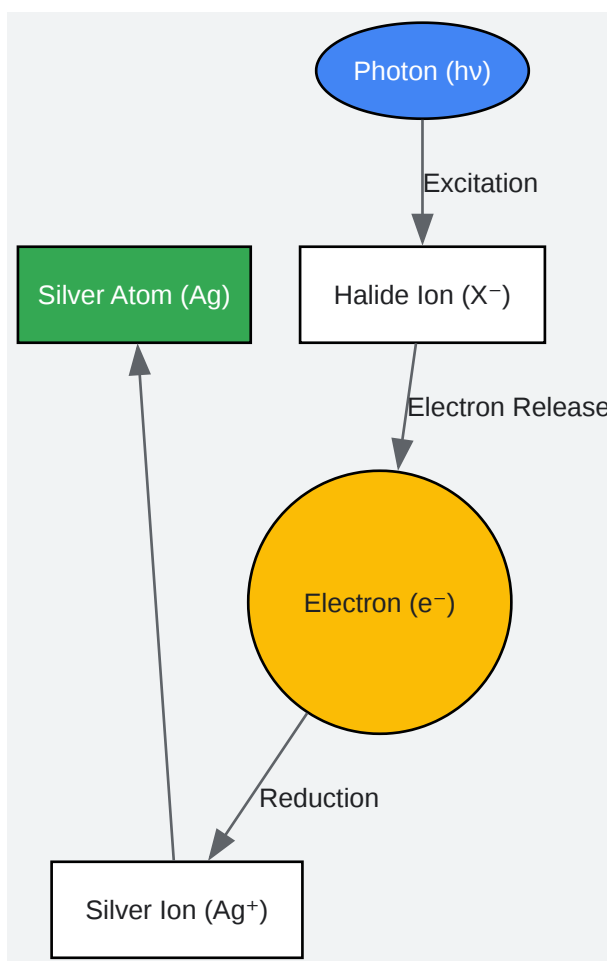 Photon (hν)
Excitation
Silver Atom (Ag)
Halide Ion (X⁻)
Electron Release
Electron (e⁻)
Reduction
Silver Ion (Ag⁺)